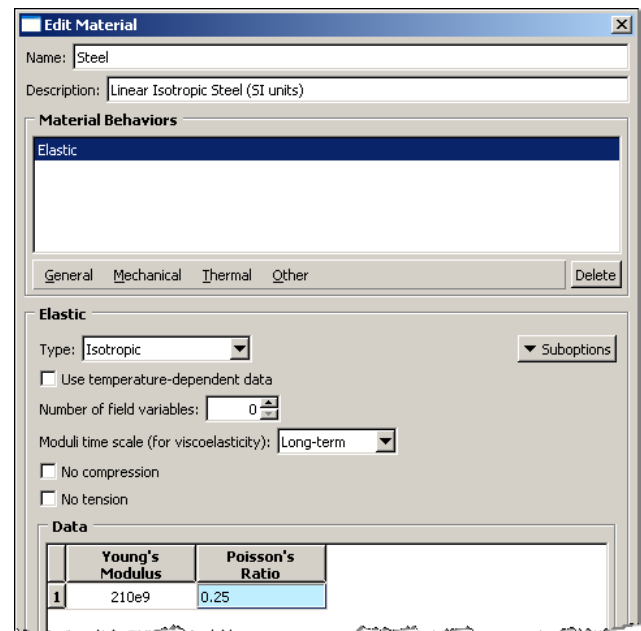 Edit Material
Name: Steel
Description: Linear Isotropic Steel (SI units)
Material Behaviors
Elastic
General Mechanical Thermal Other Delete
Elastic
Type: Isotropic Suboptions
Use temperature-dependent data
Number of field variables: 0
Moduli time scale (for viscoelasticity): Long-term
No compression
No tension
Data
Young's Modulus Poisson's Ratio
1 210e9 0.25